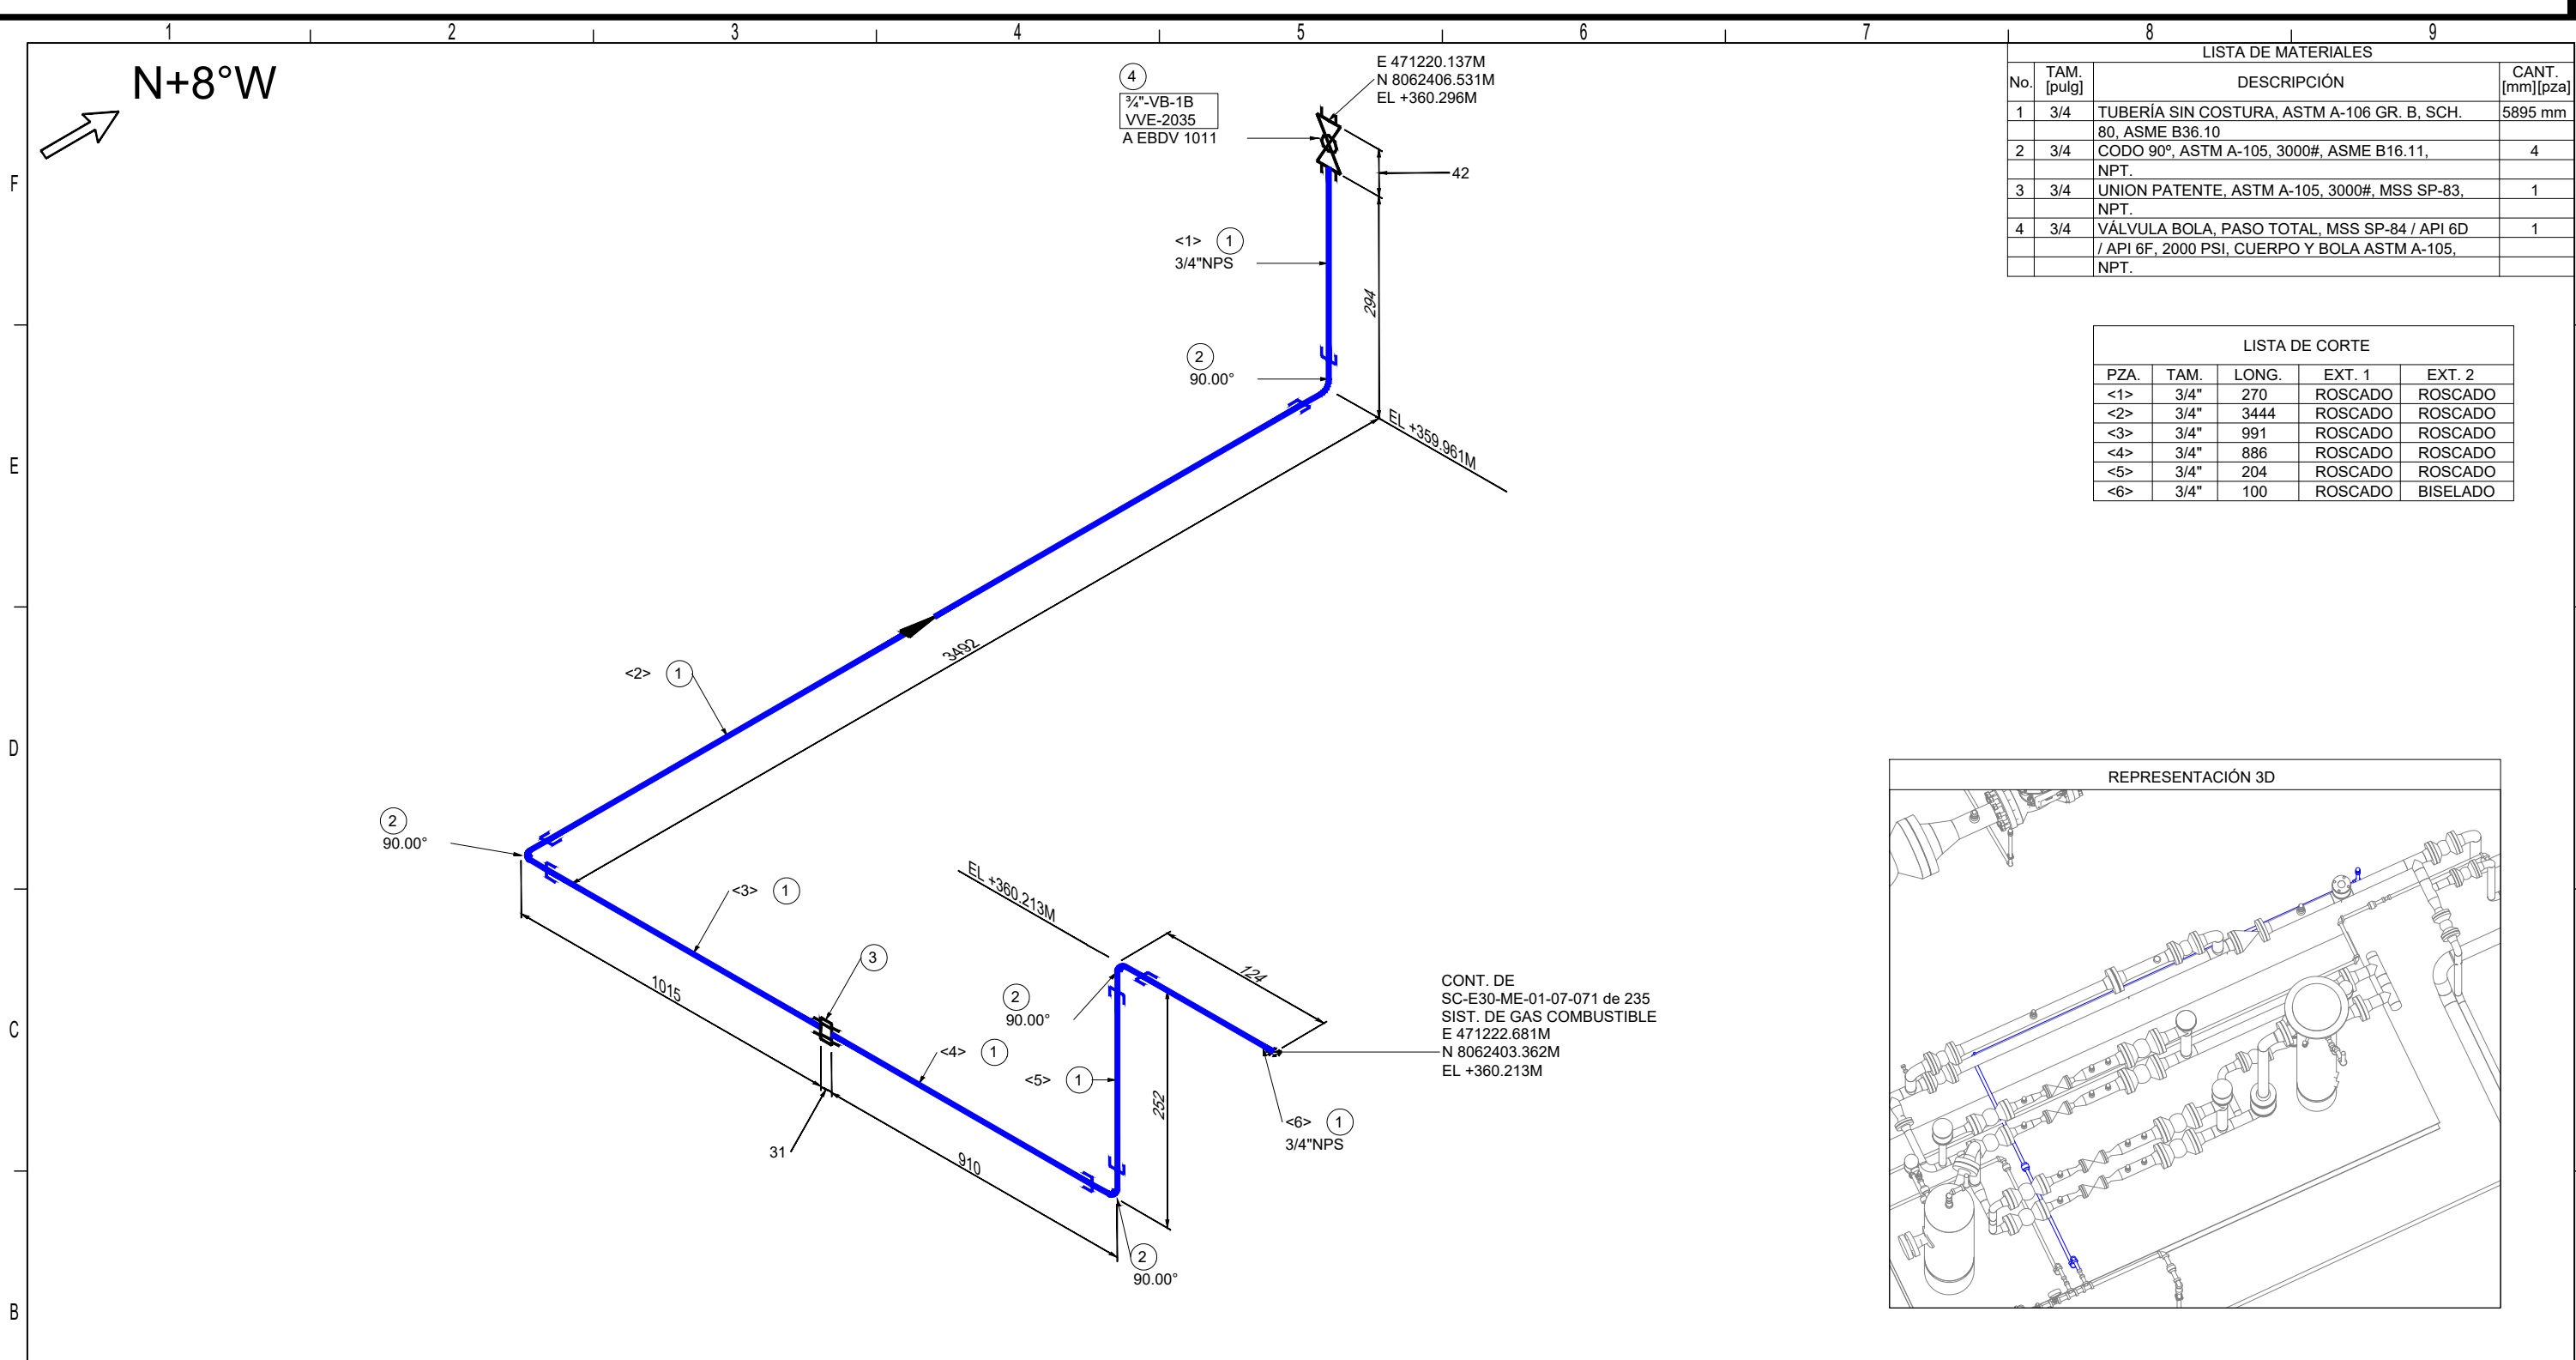 1 2 3 4 5 6 7 8 9
N+8°W
F
E
D
C
B
4
¾"-VB-1B
VVE-2035
A EBDV 1011
E 471220.137M
N 8062406.531M
EL +360.296M
42
<1> 1
3/4"NPS
294
2
90.00°
EL +359.961M
3492
<2> 1
2
90.00°
<3> 1
1015
3
31
<4> 1
910
EL +360.213M
2
90.00°
<5> 1
252
124
2
90.00°
<6> 1
3/4"NPS
CONT. DE
SC-E30-ME-01-07-071 de 235
SIST. DE GAS COMBUSTIBLE
E 471222.681M
N 8062403.362M
EL +360.213M
LISTA DE MATERIALES
No. TAM. [pulg] DESCRIPCIÓN CANT. [mm][pza]
1 3/4 TUBERÍA SIN COSTURA, ASTM A-106 GR. B, SCH. 5895 mm
80, ASME B36.10
2 3/4 CODO 90º, ASTM A-105, 3000#, ASME B16.11, 4
NPT.
3 3/4 UNION PATENTE, ASTM A-105, 3000#, MSS SP-83, 1
NPT.
4 3/4 VÁLVULA BOLA, PASO TOTAL, MSS SP-84 / API 6D 1
/ API 6F, 2000 PSI, CUERPO Y BOLA ASTM A-105,
NPT.
LISTA DE CORTE
PZA. TAM. LONG. EXT. 1 EXT. 2
<1> 3/4" 270 ROSCADO ROSCADO
<2> 3/4" 3444 ROSCADO ROSCADO
<3> 3/4" 991 ROSCADO ROSCADO
<4> 3/4" 886 ROSCADO ROSCADO
<5> 3/4" 204 ROSCADO ROSCADO
<6> 3/4" 100 ROSCADO BISELADO
REPRESENTACIÓN 3D